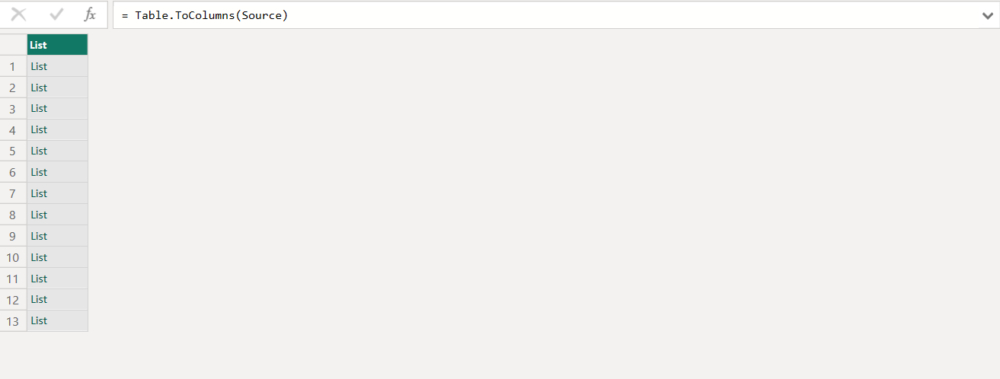 fx = Table.ToColumns(Source)
List
1 List
2 List
3 List
4 List
5 List
6 List
7 List
8 List
9 List
10 List
11 List
12 List
13 List